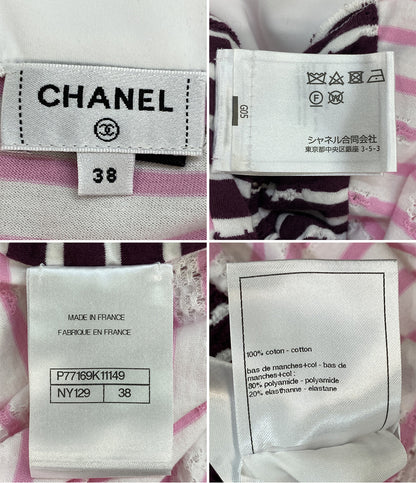 CHANEL
38
G05
シャネル合同会社
東京都中央区銀座 3-5-3
MADE IN FRANCE
FABRIQUE EN FRANCE
P77169K11149
NY129 38
100% coton - cotton
bas de manches+col - bas de
manches+col :
80% polyamide - polyamide
20% elasthanne - elastane